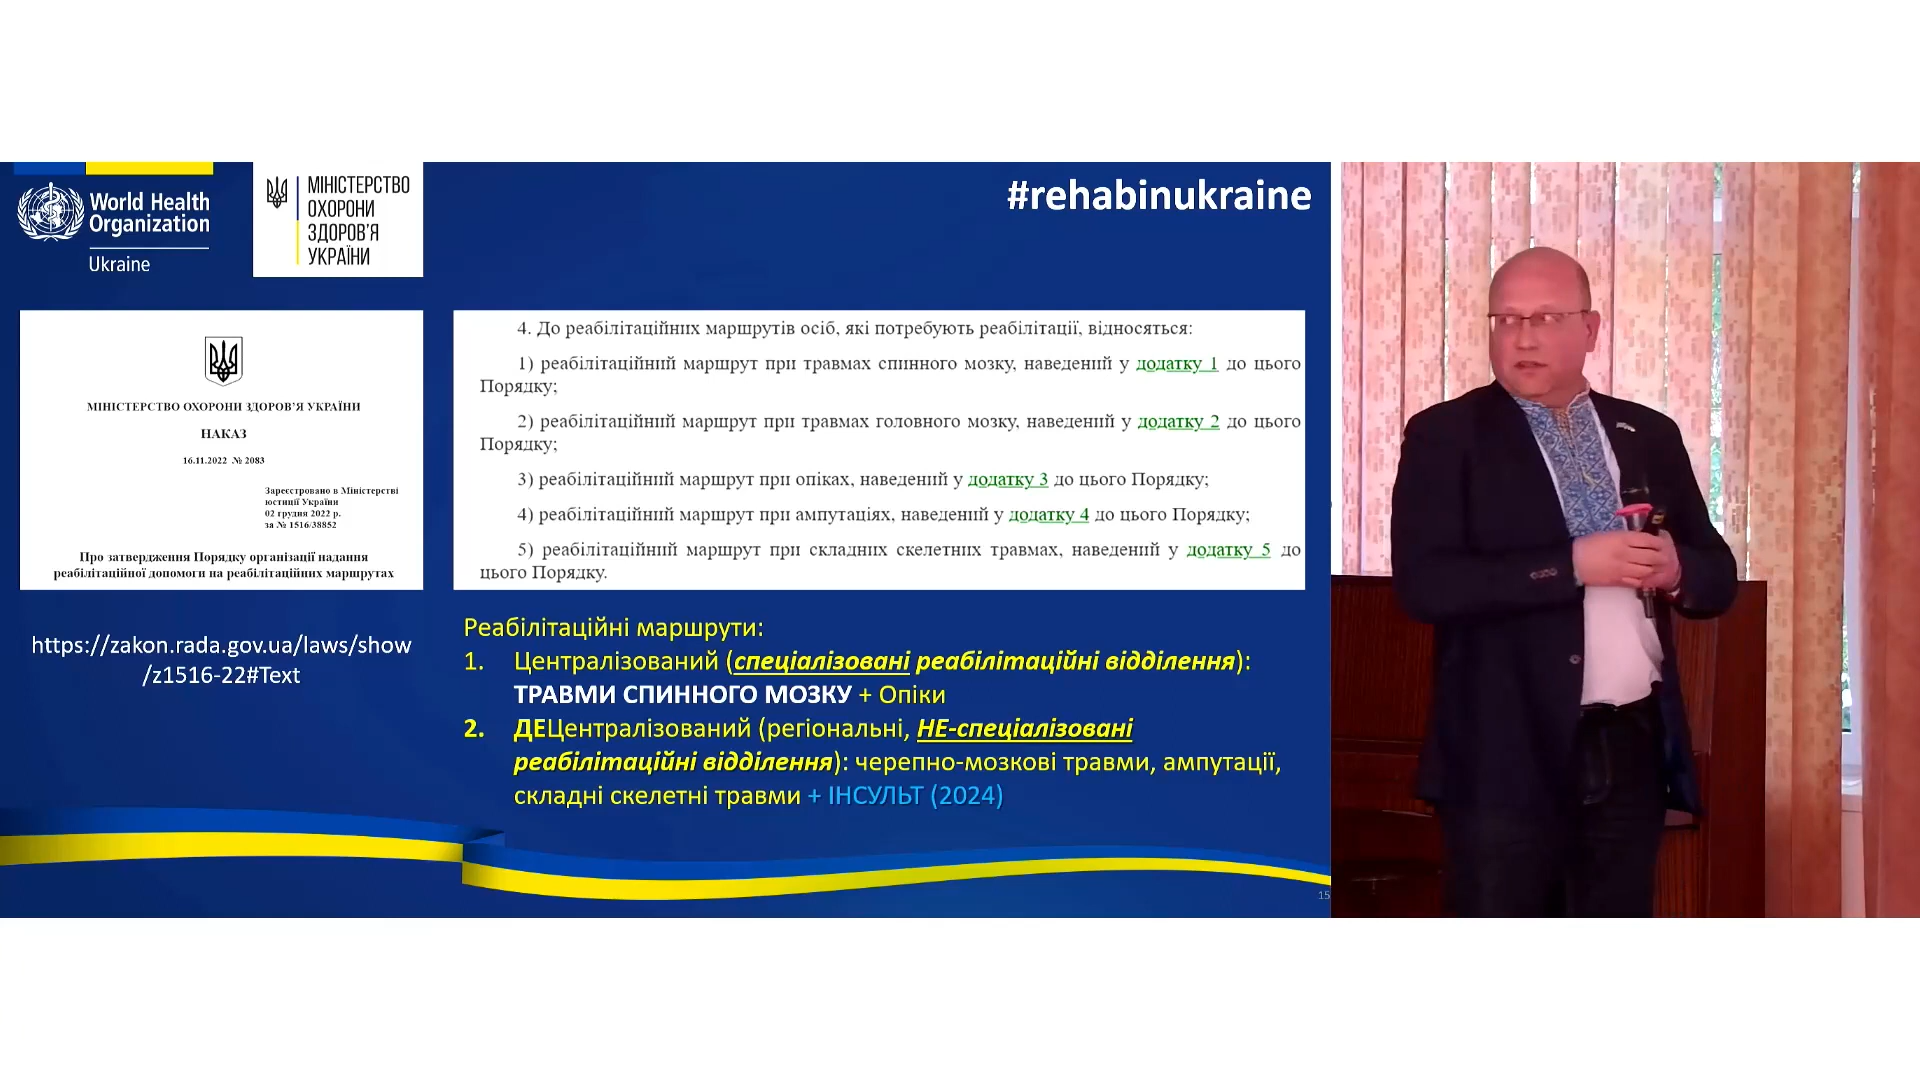 World Health
Organization
Ukraine
МІНІСТЕРСТВО
ОХОРОНИ
ЗДОРОВ'Я
УКРАЇНИ
#rehabinukraine
МІНІСТЕРСТВО ОХОРОНИ ЗДОРОВ'Я УКРАЇНИ
НАКАЗ
16.11.2022 № 2083
Зареєстровано в Міністерстві
юстиції України
02 грудня 2022 р.
за № 1516/38852
Про затвердження Порядку організації надання
реабілітаційної допомоги на реабілітаційних маршрутах
https://zakon.rada.gov.ua/laws/show
/z1516-22#Text
4. До реабілітаційних маршрутів осіб, які потребують реабілітації, відносяться:
1) реабілітаційний маршрут при травмах спинного мозку, наведений у додатку 1 до цього
Порядку;
2) реабілітаційний маршрут при травмах головного мозку, наведений у додатку 2 до цього
Порядку;
3) реабілітаційний маршрут при опіках, наведений у додатку 3 до цього Порядку;
4) реабілітаційний маршрут при ампутаціях, наведений у додатку 4 до цього Порядку;
5) реабілітаційний маршрут при складних скелетних травмах, наведений у додатку 5 до
цього Порядку.
Реабілітаційні маршрути:
1. Централізований (спеціалізовані реабілітаційні відділення):
ТРАВМИ СПИННОГО МОЗКУ + Опіки
2. ДЕЦентралізований (регіональні, НЕ-спеціалізовані
реабілітаційні відділення): черепно-мозкові травми, ампутації,
складні скелетні травми + ІНСУЛЬТ (2024)
15